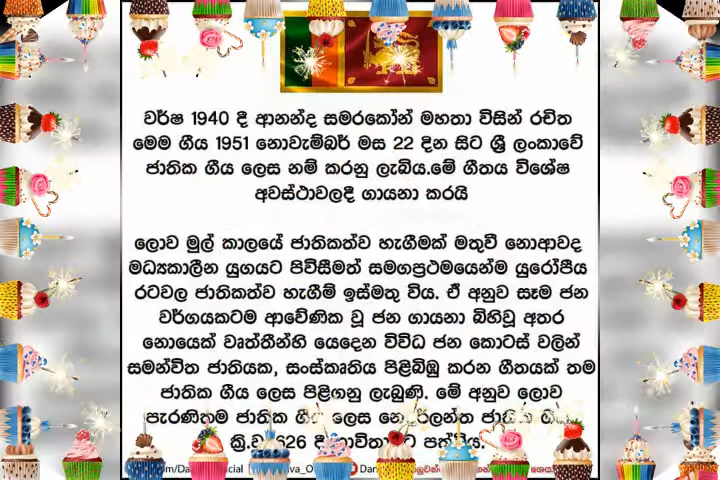 වර්ෂ 1940 දී ආනන්ද සමරකෝන් මහතා විසින් රචිත
මෙම ගීය 1951 නොවැම්බර් මස 22 දින සිට ශ්‍රී ලංකාවේ
ජාතික ගීය ලෙස නම් කරනු ලැබීය.මේ ගීතය විශේෂ
අවස්ථාවලදී ගායනා කරයි
ලොව මුල් කාලයේ ජාතිකත්ව හැගීමක් මතුවී නොආවද
මධ්‍යකාලීන යුගයට පිවිසීමත් සමගප්‍රථමයෙන්ම යුරෝපීය
රටවල ජාතිකත්ව හැගීම් ඉස්මතු විය. ඒ අනුව සෑම ජන
වර්ගයකටම ආවේණික වූ ජන ගායනා බිහිවූ අතර
නොයෙක් වෘත්තීන්හි යෙදෙන විවිධ ජන කොටස් වලින්
සමන්විත ජාතියක, සංස්කෘතිය පිළිබිඹු කරන ගීතයක් තම
ජාතික ගීය ලෙස පිළිගනු ලැබුණි. මේ අනුව ලොව
පැරණිතම ජාතික ගීය ලෙස